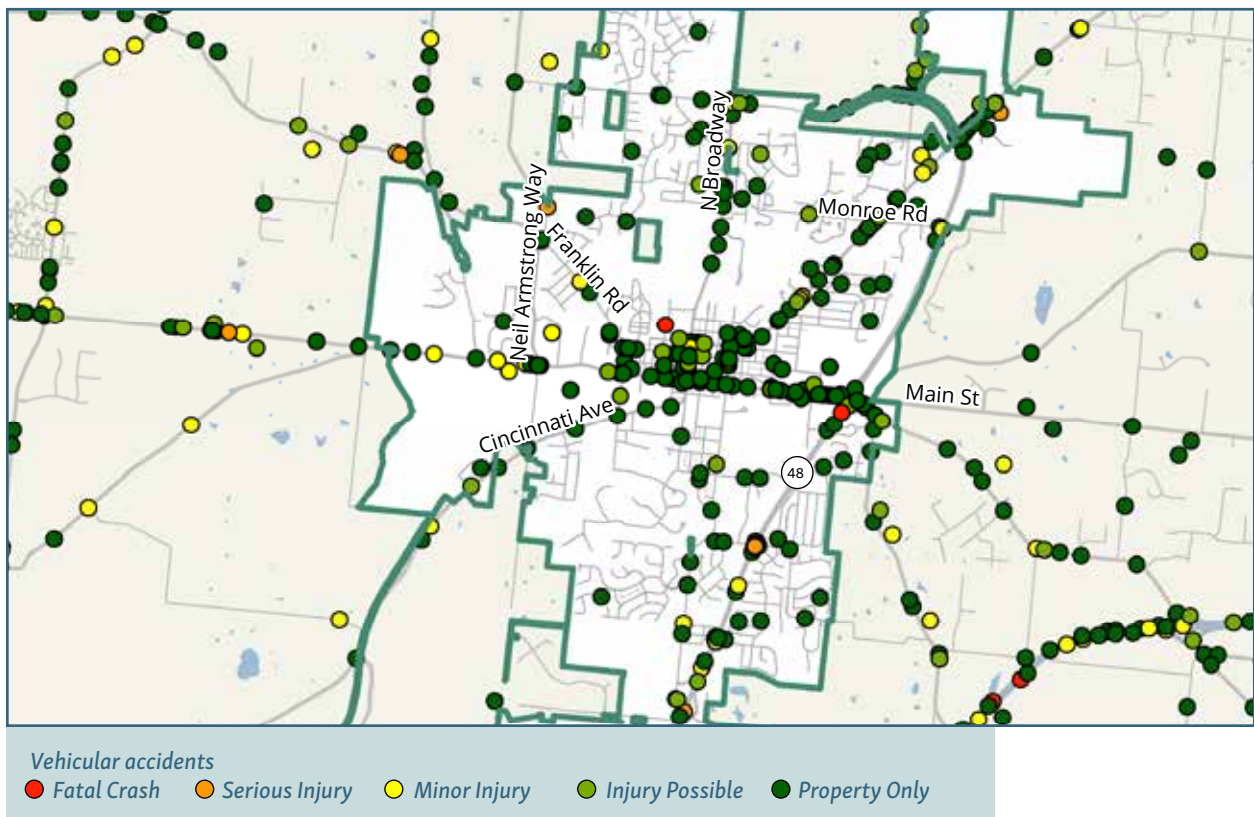 N Broadway
Monroe Rd
Neil Armstrong Way
Franklin Rd
Main St
Cincinnati Ave
48
Vehicular accidents
Fatal Crash Serious Injury Minor Injury Injury Possible Property Only